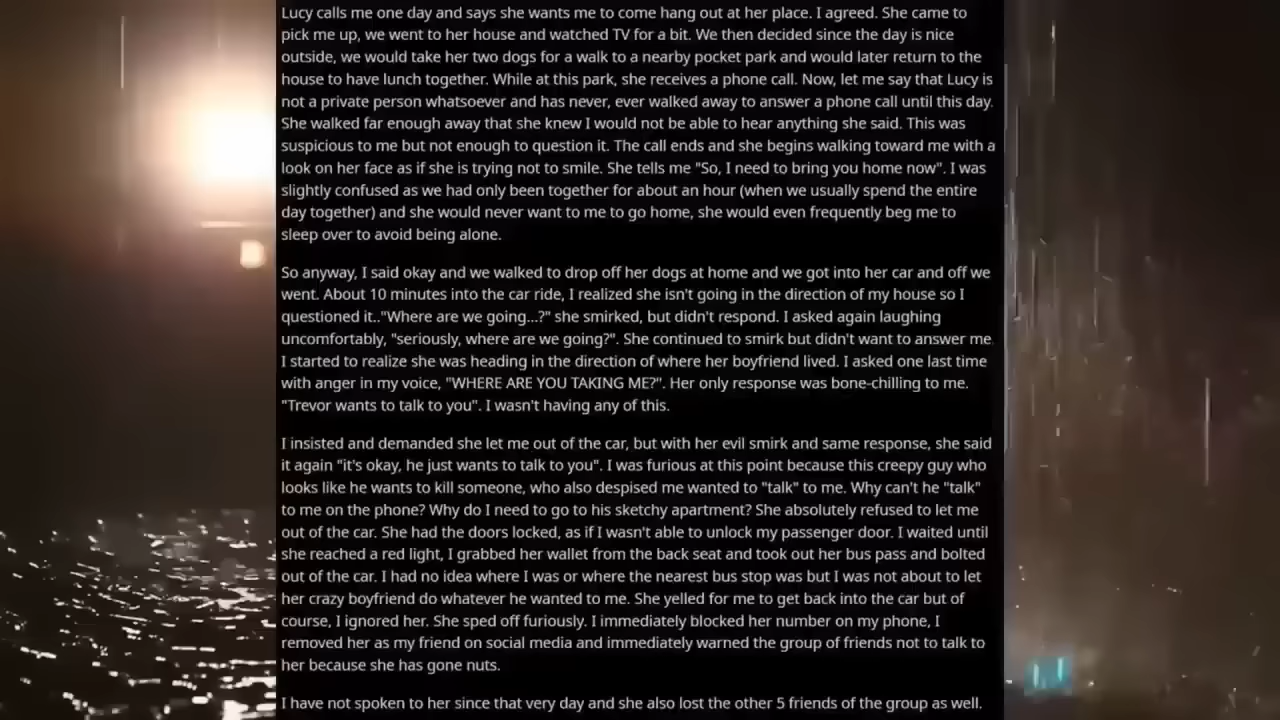 Lucy calls me one day and says she wants me to come hang out at her place. I agreed. She came to
pick me up, we went to her house and watched TV for a bit. We then decided since the day is nice
outside, we would take her two dogs for a walk to a nearby pocket park and would later return to the
house to have lunch together. While at this park, she receives a phone call. Now, let me say that Lucy is
not a private person whatsoever and has never, ever walked away to answer a phone call until this day.
She walked far enough away that she knew I would not be able to hear anything she said. This was
suspicious to me but not enough to question it. The call ends and she begins walking toward me with a
look on her face as if she is trying not to smile. She tells me "So, I need to bring you home now". I was
slightly confused as we had only been together for about an hour (when we usually spend the entire
day together) and she would never want to me to go home, she would even frequently beg me to
sleep over to avoid being alone.
So anyway, I said okay and we walked to drop off her dogs at home and we got into her car and off we
went. About 10 minutes into the car ride, I realized she isn't going in the direction of my house so I
questioned it.."Where are we going...?" she smirked, but didn't respond. I asked again laughing
uncomfortably, "seriously, where are we going?". She continued to smirk but didn't want to answer me.
I started to realize she was heading in the direction of where her boyfriend lived. I asked one last time
with anger in my voice, "WHERE ARE YOU TAKING ME?". Her only response was bone-chilling to me.
"Trevor wants to talk to you". I wasn't having any of this.
I insisted and demanded she let me out of the car, but with her evil smirk and same response, she said
it again "it's okay, he just wants to talk to you". I was furious at this point because this creepy guy who
looks like he wants to kill someone, who also despised me wanted to "talk" to me. Why can't he "talk"
to me on the phone? Why do I need to go to his sketchy apartment? She absolutely refused to let me
out of the car. She had the doors locked, as if I wasn't able to unlock my passenger door. I waited until
she reached a red light, I grabbed her wallet from the back seat and took out her bus pass and bolted
out of the car. I had no idea where I was or where the nearest bus stop was but I was not about to let
her crazy boyfriend do whatever he wanted to me. She yelled for me to get back into the car but of
course, I ignored her. She sped off furiously. I immediately blocked her number on my phone, I
removed her as my friend on social media and immediately warned the group of friends not to talk to
her because she has gone nuts.
I have not spoken to her since that very day and she also lost the other 5 friends of the group as well.